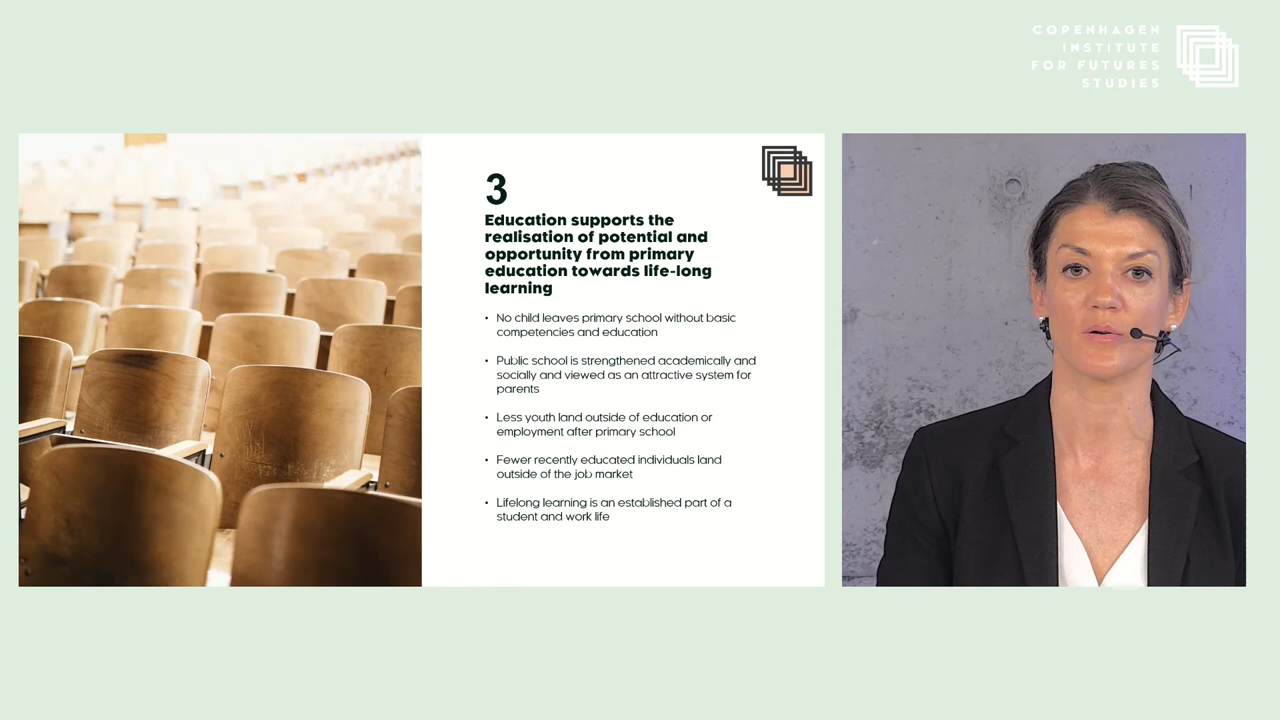 COPENHAGEN
INSTITUTE
FOR FUTURES
STUDIES
3
Education supports the
realisation of potential and
opportunity from primary
education towards life-long
learning
• No child leaves primary school without basic
competencies and education
• Public school is strengthened academically and
socially and viewed as an attractive system for
parents
• Less youth land outside of education or
employment after primary school
• Fewer recently educated individuals land
outside of the job market
• Lifelong learning is an established part of a
student and work life